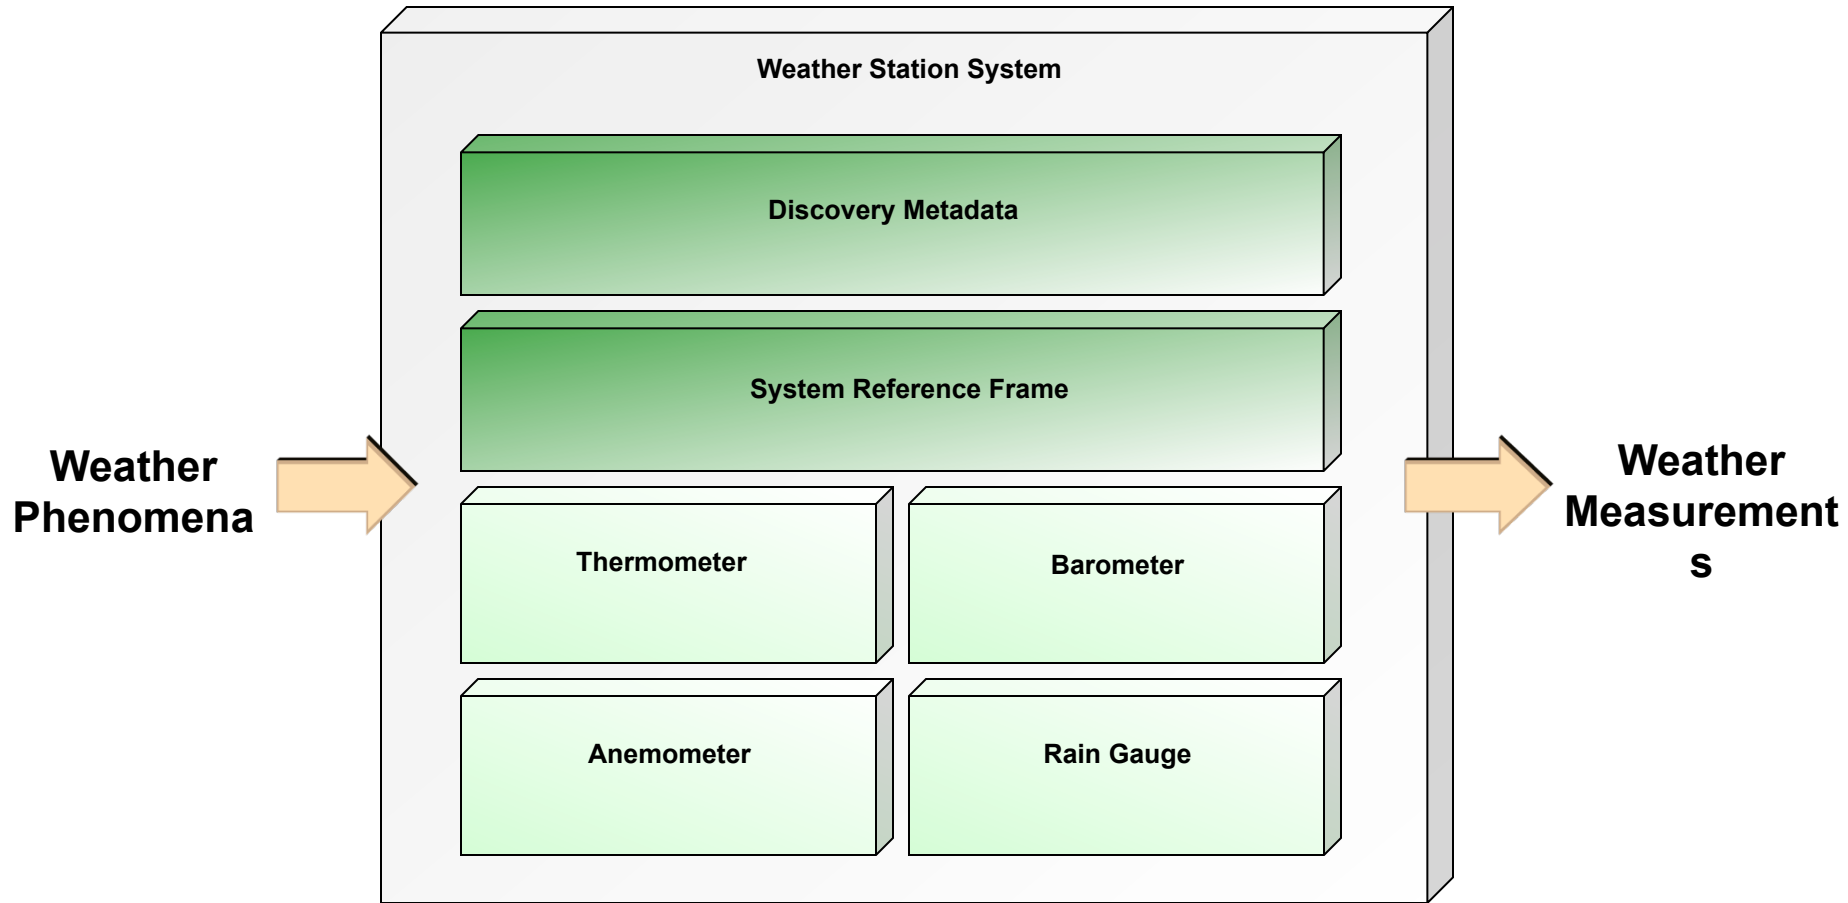 Weather Station System
Discovery Metadata
System Reference Frame
Weather
Phenomena
Thermometer
Barometer
Anemometer
Rain Gauge
Weather
Measurement
s